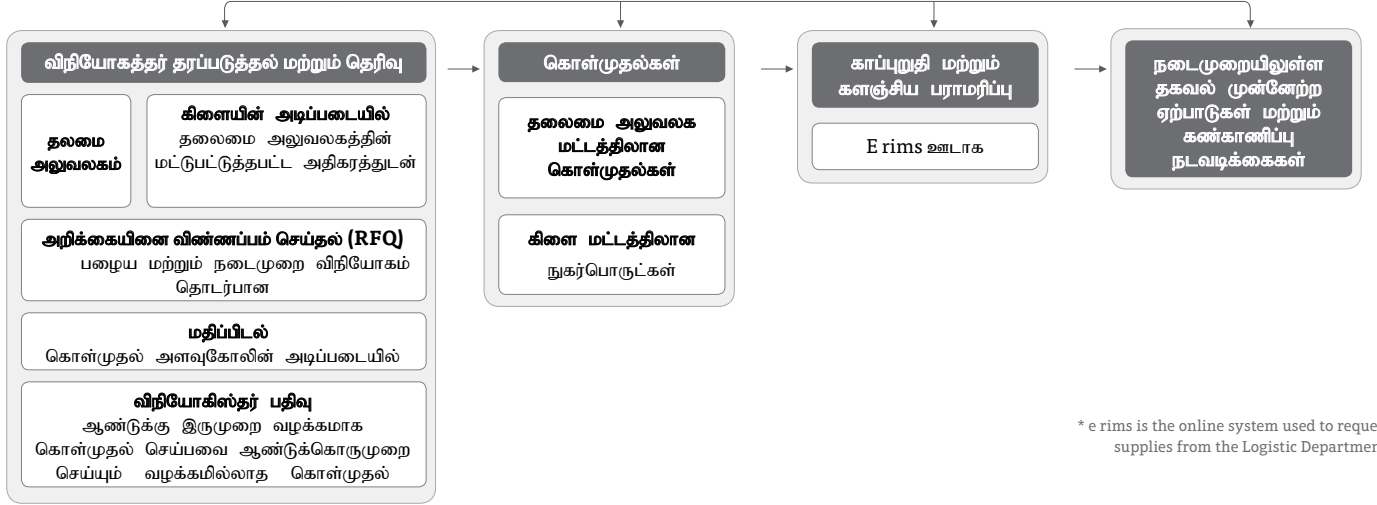 விநியோகத்தர் தரப்படுத்தல் மற்றும் தெரிவு
தலமை
அலுவலகம்
கிளையின் அடிப்படையில்
தலைமை அலுவலகத்தின்
மட்டுபட்டுத்தபட்ட அதிகரத்துடன்
அறிக்கையினை விண்ணப்பம் செய்தல் (RFQ)
பழைய மற்றும் நடைமுறை விநியோகம்
தொடர்பான
மதிப்பிடல்
கொள்முதல் அளவுகோலின் அடிப்படையில்
விநியோகிஸ்தர் பதிவு
ஆண்டுக்கு இருமுறை வழக்கமாக
கொள்முதல் செய்பவை ஆண்டுக்கொருமுறை
செய்யும் வழக்கமில்லாத கொள்முதல்
கொள்முதல்கள்
தலைமை அலுவலக
மட்டத்திலான
கொள்முதல்கள்
கிளை மட்டத்திலான
நுகர்பொருட்கள்
காப்புறுதி மற்றும்
களஞ்சிய பராமரிப்பு
E rims ஊடாக
நடைமுறையிலுள்ள
தகவல் முன்னேற்ற
ஏற்பாடுகள் மற்றும்
கண்காணிப்பு
நடவடிக்கைகள்
* e rims is the online system used to reque
supplies from the Logistic Departmer